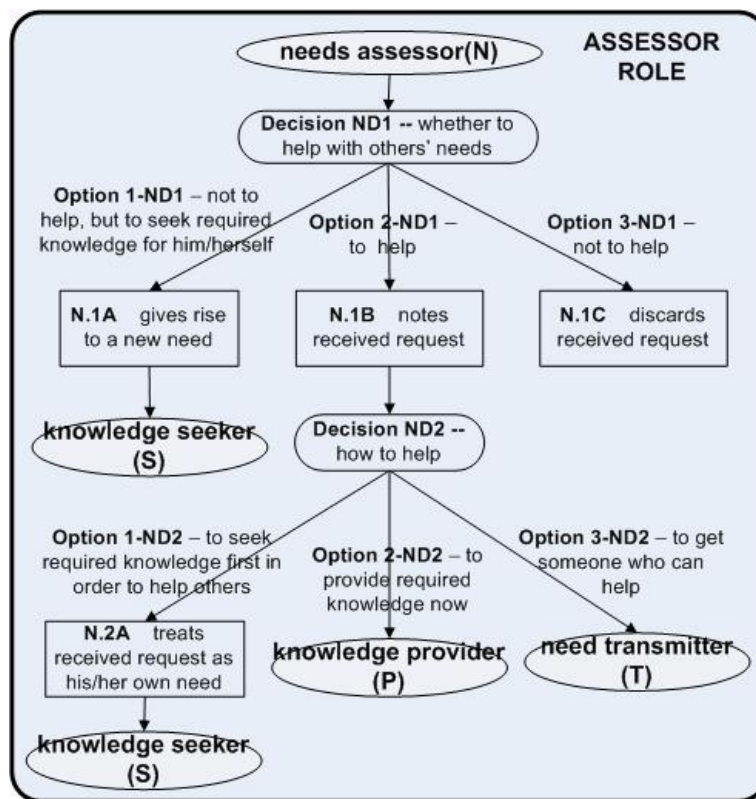 needs assessor(N)
ASSESSOR
ROLE
Decision ND1 -- whether to
help with others' needs
Option 1-ND1 – not to
help, but to seek required
knowledge for him/herself
Option 2-ND1 –
to help
Option 3-ND1 –
not to help
N.1A gives rise
to a new need
N.1B notes
received request
N.1C discards
received request
knowledge seeker
(S)
Decision ND2 --
how to help
Option 1-ND2 – to seek
required knowledge first in
order to help others
Option 2-ND2 – to
provide required
knowledge now
Option 3-ND2 – to get
someone who can
help
N.2A treats
received request as
his/her own need
knowledge provider
(P)
need transmitter
(T)
knowledge seeker
(S)